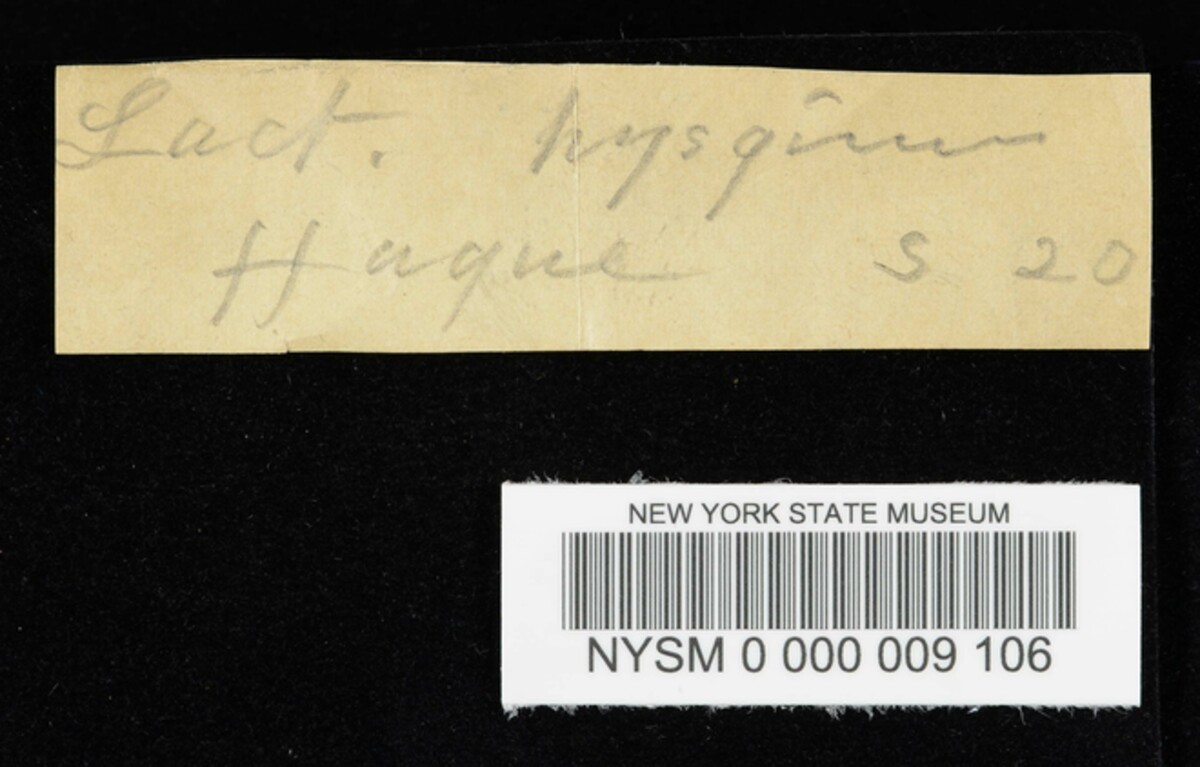 Lact. hysginus
Hague S 20
NEW YORK STATE MUSEUM
NYSM 0 000 009 106